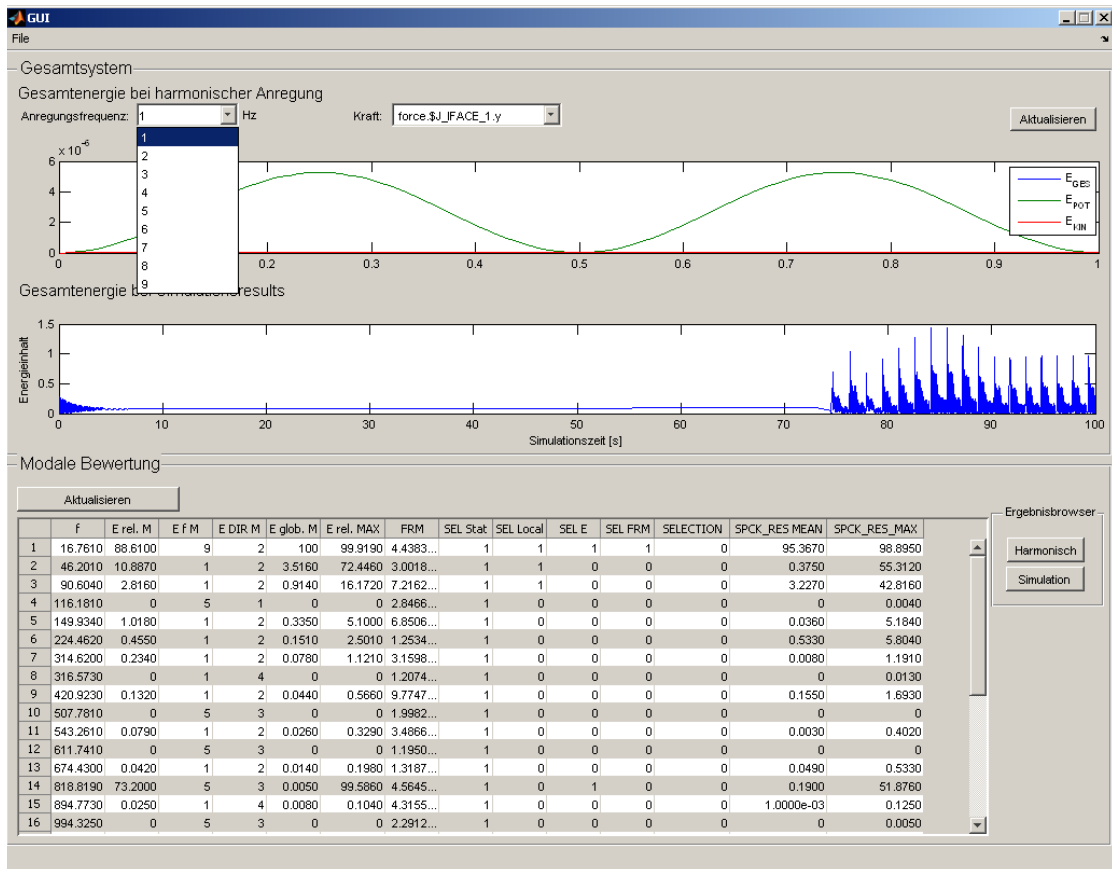 GUI
File
Gesamtsystem
Gesamtenergie bei harmonischer Anregung
Anregungsfrequenz: 1 Hz Kraft: force.$J_IFACE_1.y Aktualisieren
1
2
3
4
5
6
7
8
9
x 10^-6
6
4
2
0
0 0.2 0.3 0.4 0.5 0.6 0.7 0.8 0.9 1
E_GES
E_POT
E_KIN
Gesamtenergie results
Energieinhalt
1.5
1
0.5
0
0 10 20 30 40 50 60 70 80 90 100
Simulationszeit [s]
Modale Bewertung
Aktualisieren
f E rel. M E f M E DIR M E glob. M E rel. MAX FRM SEL Stat SEL Local SEL E SEL FRM SELECTION SPCK_RES MEAN SPCK_RES_MAX
1 16.7610 88.6100 9 2 100 99.9190 4.4383... 1 1 1 1 0 95.3670 98.8950
2 46.2010 10.8870 1 2 3.5160 72.4460 3.0018... 1 1 0 0 0 0.3750 55.3120
3 90.6040 2.8160 1 2 0.9140 16.1720 7.2162... 1 1 0 0 0 3.2270 42.8160
4 116.1810 0 5 1 0 0 2.8466... 1 0 0 0 0 0 0.0040
5 149.9340 1.0180 1 2 0.3350 5.1000 6.8506... 1 0 0 0 0 0.0360 5.1840
6 224.4620 0.4550 1 2 0.1510 2.5010 1.2534... 1 0 0 0 0 0.5330 5.8040
7 314.6200 0.2340 1 2 0.0780 1.1210 3.1598... 1 0 0 0 0 0.0080 1.1910
8 316.5730 0 1 4 0 0 1.2074... 1 0 0 0 0 0 0.0130
9 420.9230 0.1320 1 2 0.0440 0.5660 9.7747... 1 0 0 0 0 0.1550 1.6930
10 507.7810 0 5 3 0 0 1.9982... 1 0 0 0 0 0 0
11 543.2610 0.0790 1 2 0.0260 0.3290 3.4866... 1 0 0 0 0 0.0030 0.4020
12 611.7410 0 5 3 0 0 1.1950... 1 0 0 0 0 0 0
13 674.4300 0.0420 1 2 0.0140 0.1980 1.3187... 1 0 0 0 0 0.0490 0.5330
14 818.8190 73.2000 5 3 0.0050 99.5860 4.5645... 1 0 1 0 0 0.1900 51.8760
15 894.7730 0.0250 1 4 0.0080 0.1040 4.3155... 1 0 0 0 0 1.0000e-03 0.1250
16 994.3250 0 5 3 0 0 2.2912... 1 0 0 0 0 0 0.0050
Ergebnisbrowser
Harmonisch
Simulation